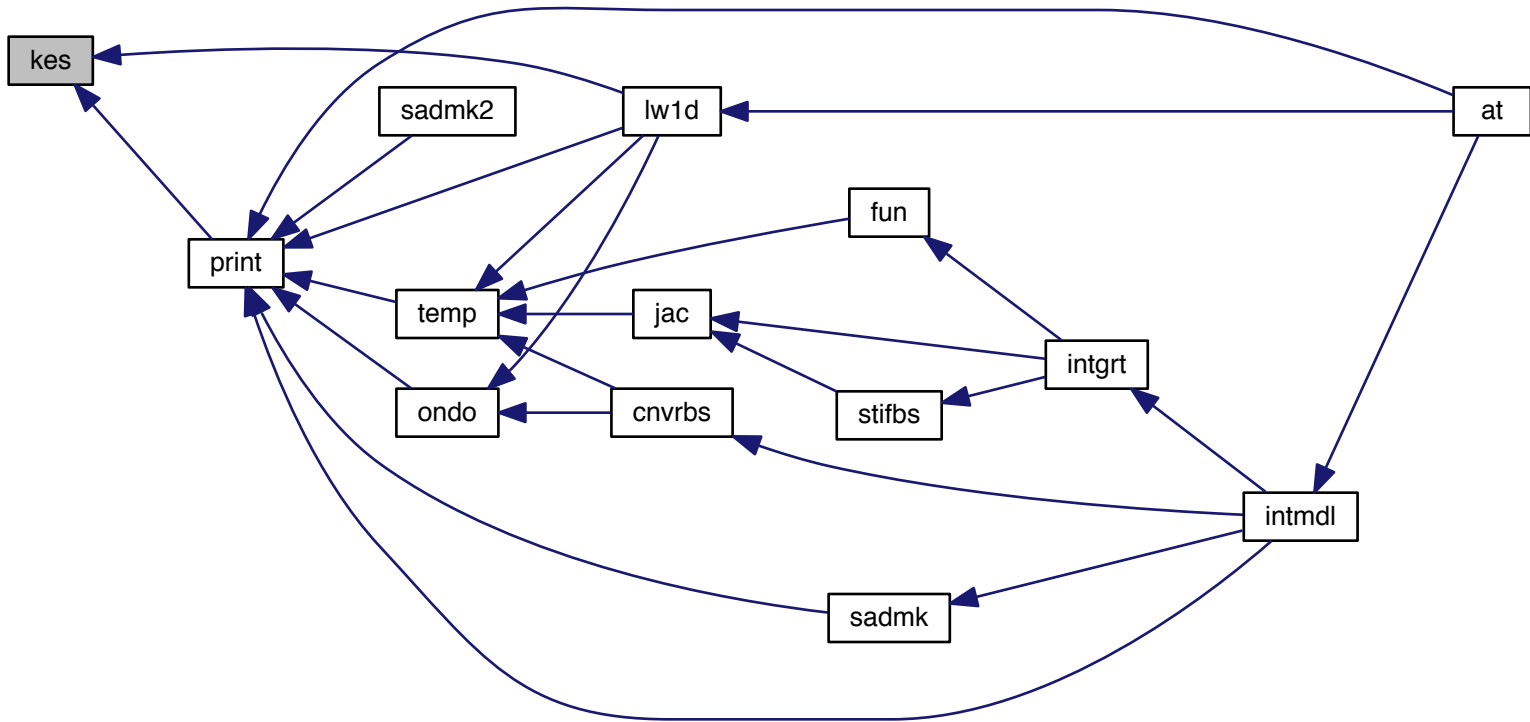 kes
sadmk2
lw1d
at
fun
print
temp
jac
intgrt
ondo
cnvrbs
stifbs
intmdl
sadmk